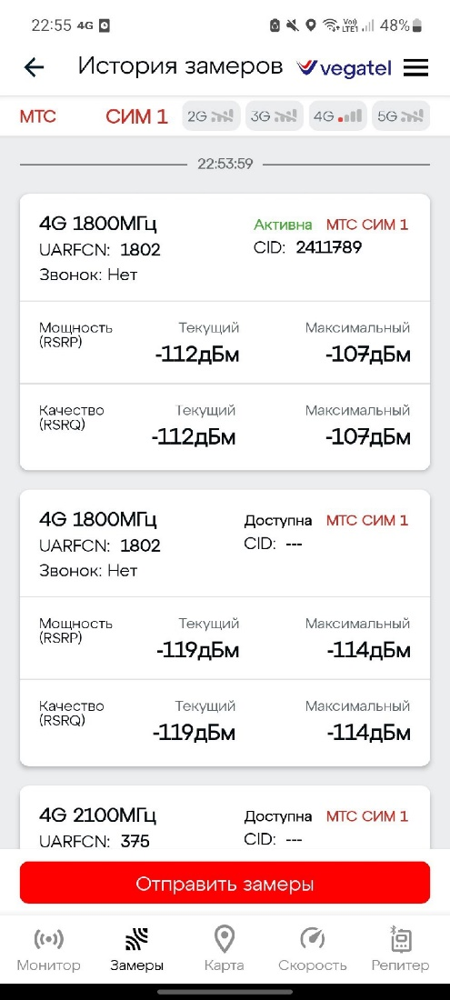 22:55 4G Vo) LTE1 48%
История замеров vegatel
МТС СИМ 1 2G 3G 4G 5G
22:53:59
4G 1800МГц Активна МТС СИМ 1
UARFCN: 1802 CID: 2411789
Звонок: Нет
Мощность Текущий Максимальный
(RSRP) -112дБм -107дБм
Качество Текущий Максимальный
(RSRQ) -112дБм -107дБм
4G 1800МГц Доступна МТС СИМ 1
UARFCN: 1802 CID: ---
Звонок: Нет
Мощность Текущий Максимальный
(RSRP) -119дБм -114дБм
Качество Текущий Максимальный
(RSRQ) -119дБм -114дБм
4G 2100МГц Доступна МТС СИМ 1
UARFCN: 375 CID: ---
Отправить замеры
Монитор Замеры Карта Скорость Репитер